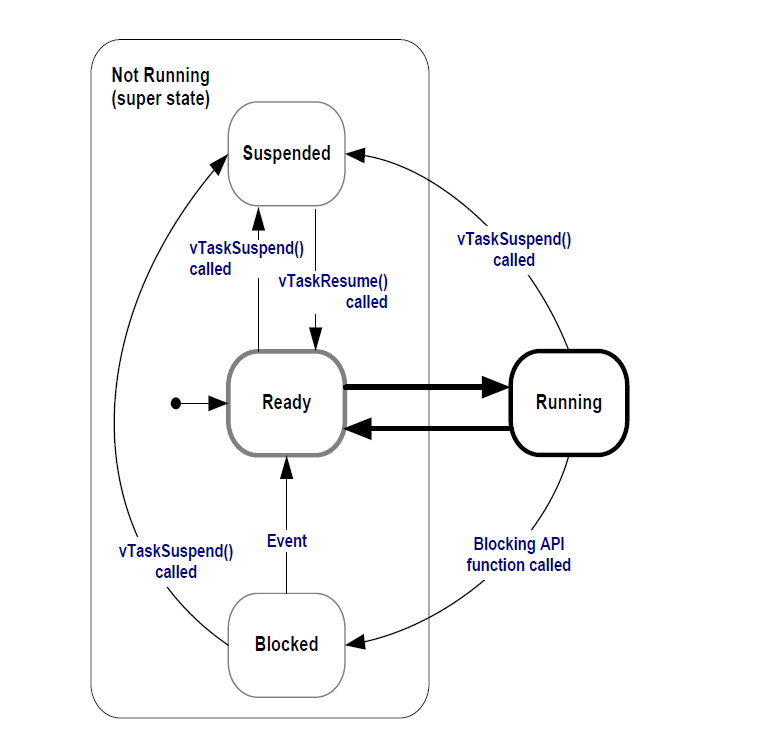 Not Running
(super state)
Suspended
vTaskSuspend()
called
vTaskResume()
called
vTaskSuspend()
called
Ready
Running
Event
vTaskSuspend()
called
Blocking API
function called
Blocked